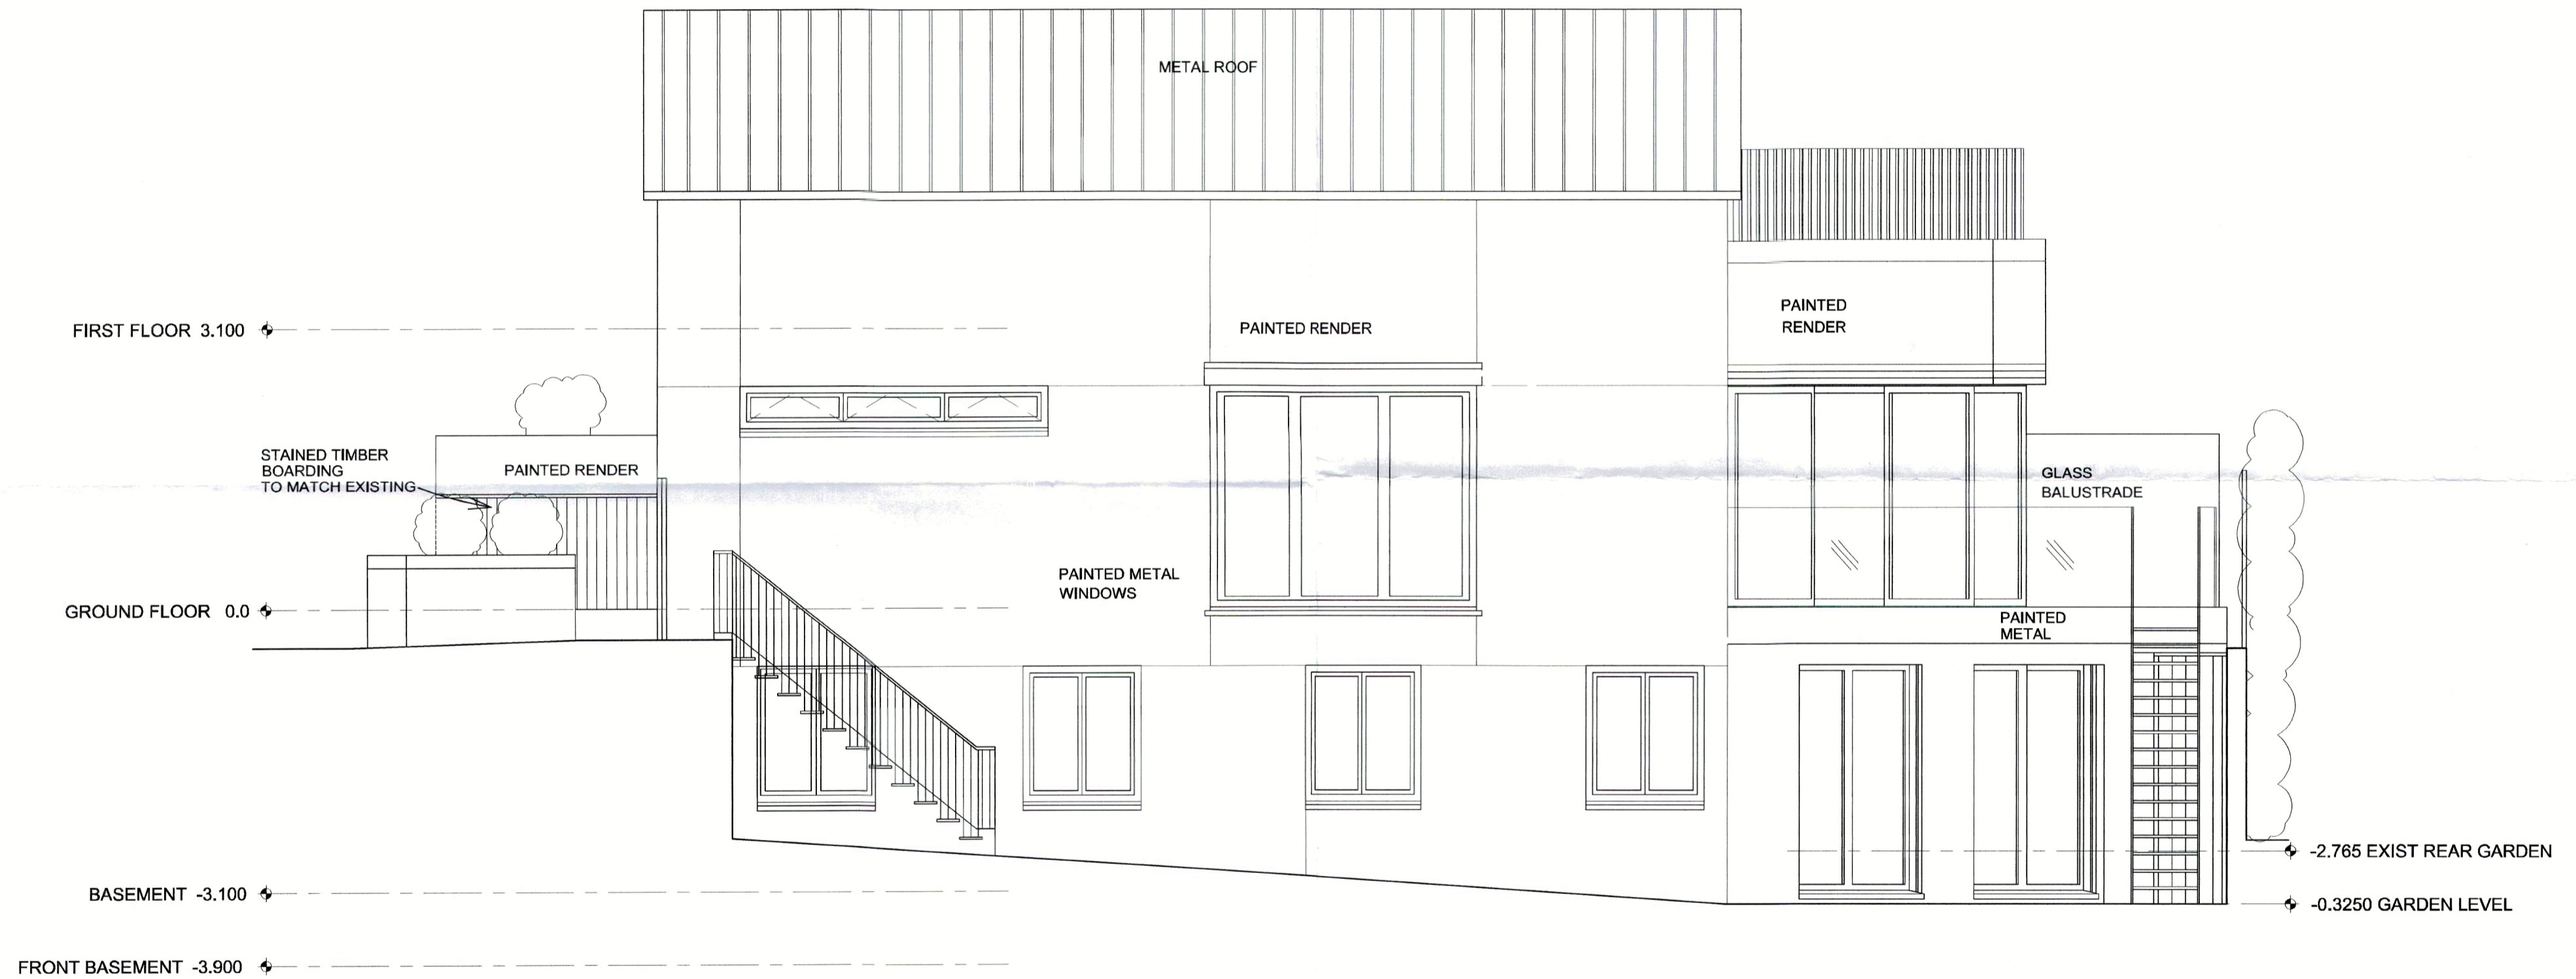 METAL ROOF
FIRST FLOOR 3.100
PAINTED RENDER
PAINTED
RENDER
STAINED TIMBER
BOARDING
TO MATCH EXISTING
PAINTED RENDER
GLASS
BALUSTRADE
PAINTED METAL
WINDOWS
GROUND FLOOR 0.0
PAINTED
METAL
-2.765 EXIST REAR GARDEN
BASEMENT -3.100
-0.3250 GARDEN LEVEL
FRONT BASEMENT -3.900